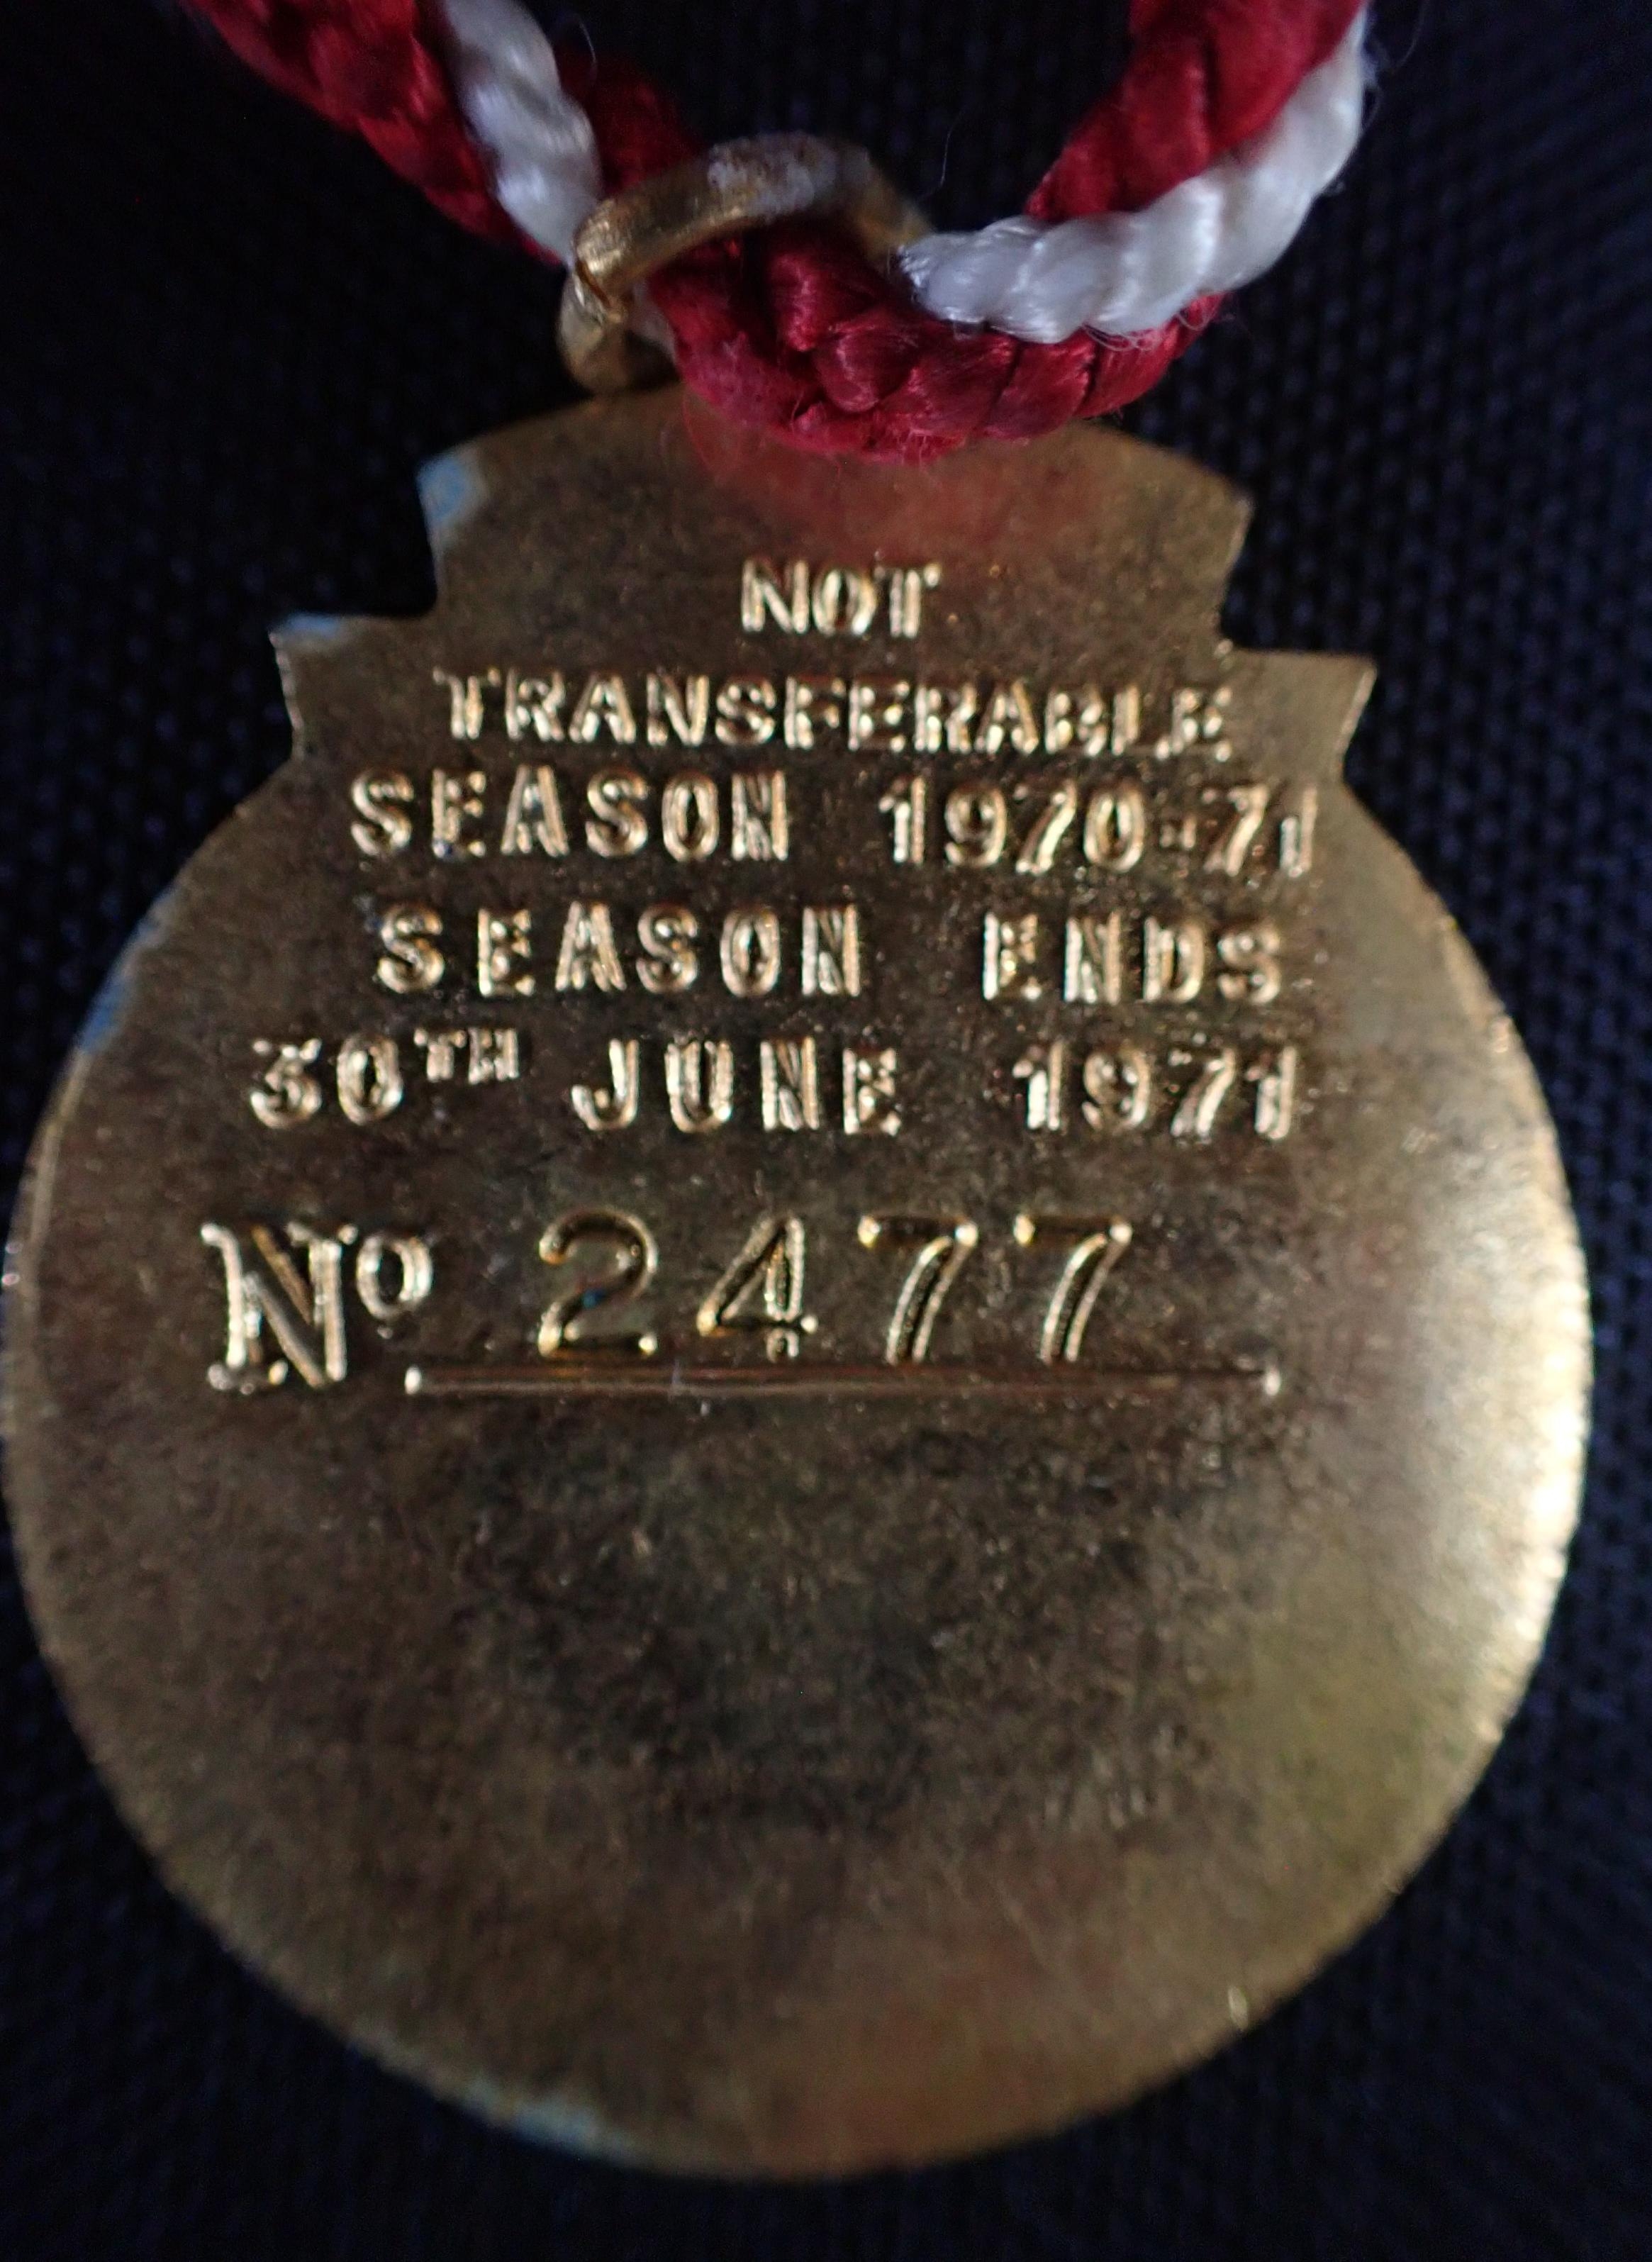 NOT
TRANSFERABLE
SEASON 1970-71
SEASON ENDS
30TH JUNE 1971
No 2477